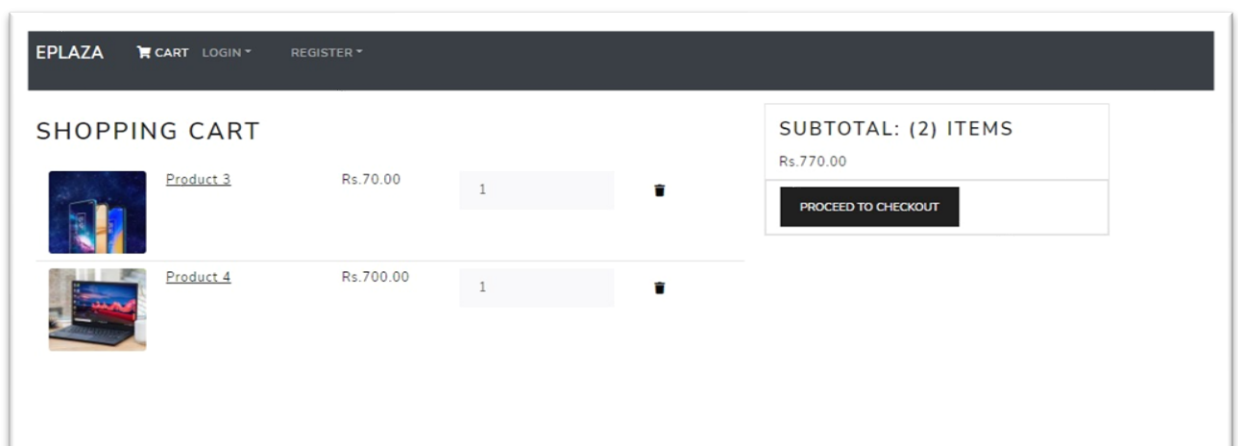 EPLAZA CART LOGIN REGISTER
SHOPPING CART
Product 3 Rs.70.00 1
Product 4 Rs.700.00 1
SUBTOTAL: (2) ITEMS
Rs.770.00
PROCEED TO CHECKOUT